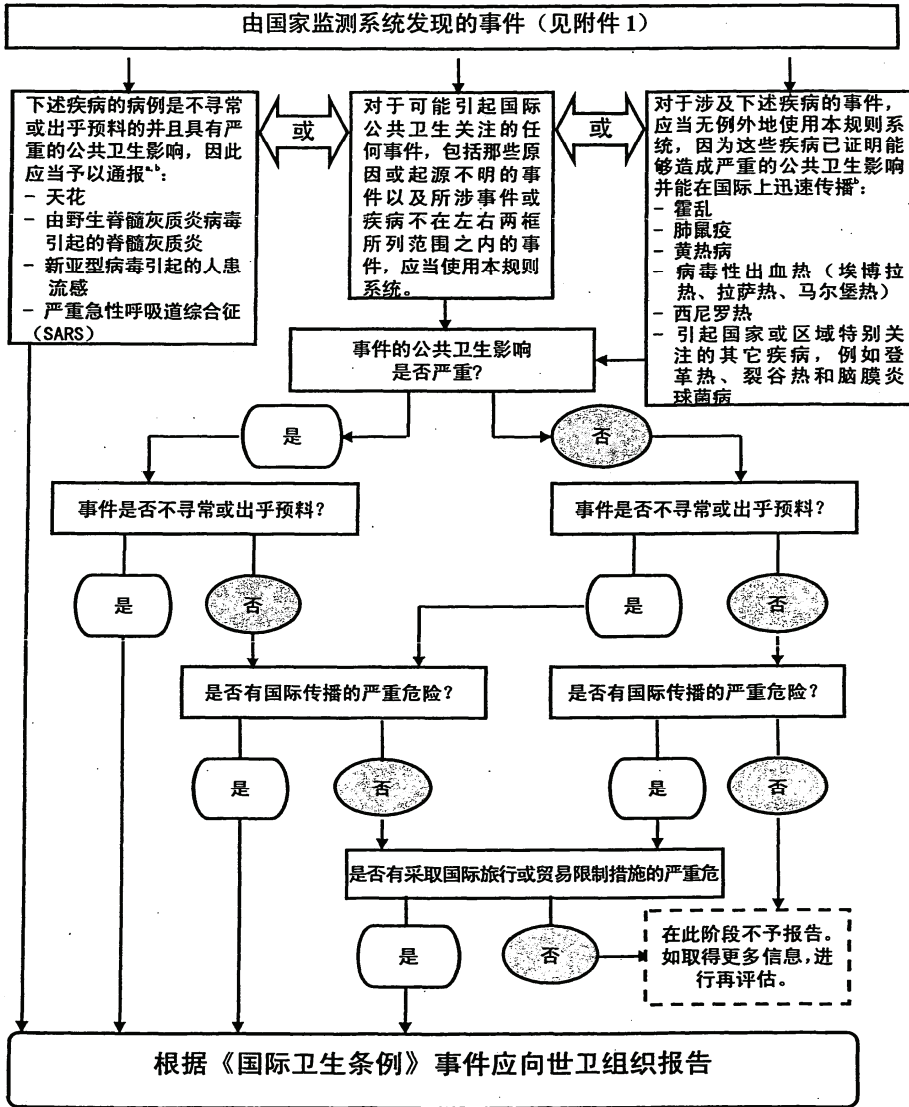 由国家监测系统发现的事件（见附件1）
下述疾病的病例是不寻常
或出乎预料的并且具有严
重的公共卫生影响，因此
应当予以通报a,b：
- 天花
- 由野生脊髓灰质炎病毒
引起的脊髓灰质炎
- 新亚型病毒引起的人患
流感
- 严重急性呼吸道综合征
（SARS）
或
对于可能引起国际
公共卫生关注的任
何事件，包括那些原
因或起源不明的事
件以及所涉事件或
疾病不在左右两框
所列范围之内的事
件，应当使用本规则
系统。
或
对于涉及下述疾病的事件，
应当无例外地使用本规则系
统，因为这些疾病已证明能
够造成严重的公共卫生影响
并能在国际上迅速传播b：
- 霍乱
- 肺鼠疫
- 黄热病
- 病毒性出血热（埃博拉
热、拉萨热、马尔堡热）
- 西尼罗热
- 引起国家或区域特别关
注的其它疾病，例如登
革热、裂谷热和脑膜炎
球菌病
事件的公共卫生影响
是否严重？
是
否
事件是否不寻常或出乎预料？
事件是否不寻常或出乎预料？
是
否
是
否
是否有国际传播的严重危险？
是否有国际传播的严重危险？
是
否
是
否
是否有采取国际旅行或贸易限制措施的严重危
是
否
在此阶段不予报告。
如取得更多信息，进
行再评估。
根据《国际卫生条例》事件应向世卫组织报告